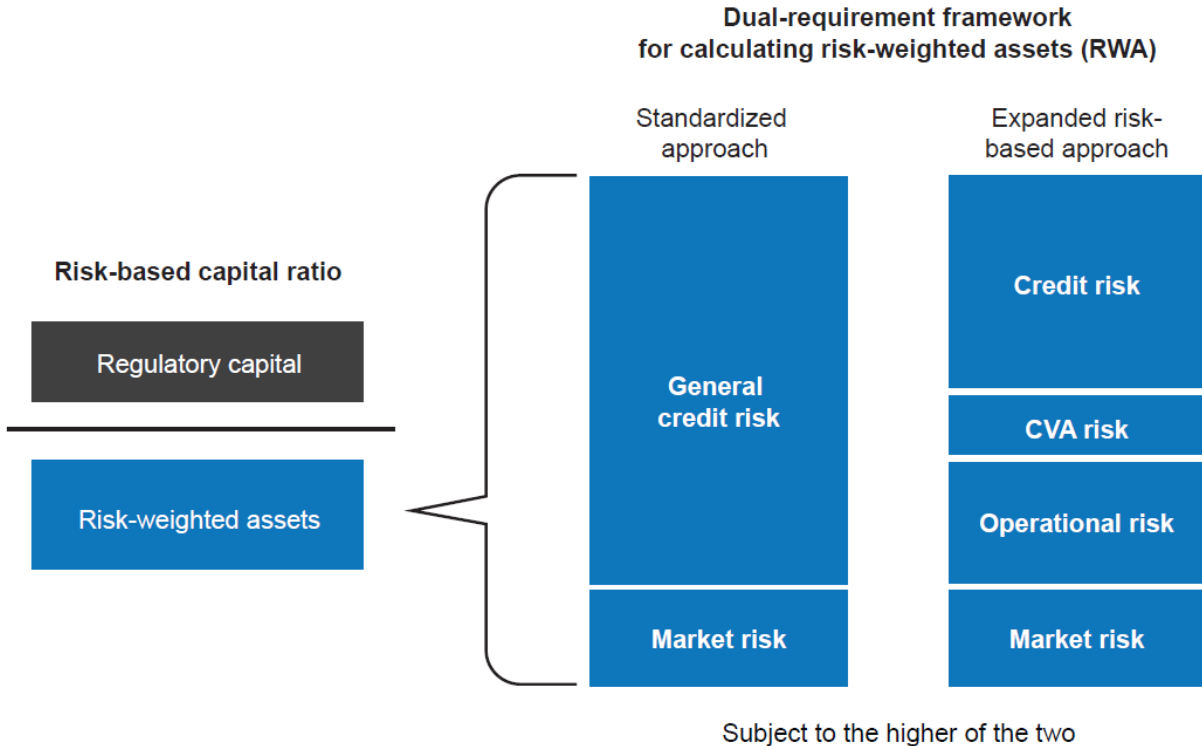 Dual-requirement framework
for calculating risk-weighted assets (RWA)
Standardized
approach
Expanded risk-
based approach
Risk-based capital ratio
Regulatory capital
Risk-weighted assets
General
credit risk
Market risk
Credit risk
CVA risk
Operational risk
Market risk
Subject to the higher of the two